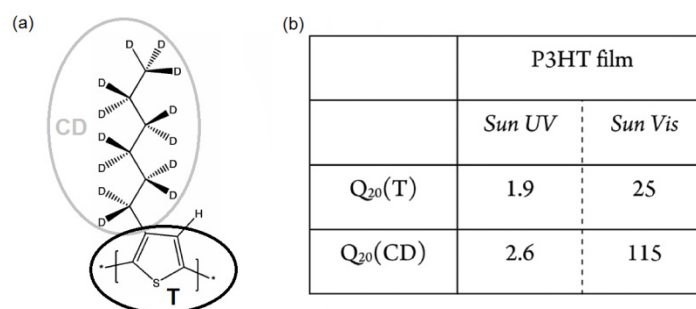 (a)
D D
D
D
D D
CD
D D
D D
D D
D H
* S *
T
(b)
P3HT film
Sun UV Sun Vis
Q20(T) 1.9 25
Q20(CD) 2.6 115